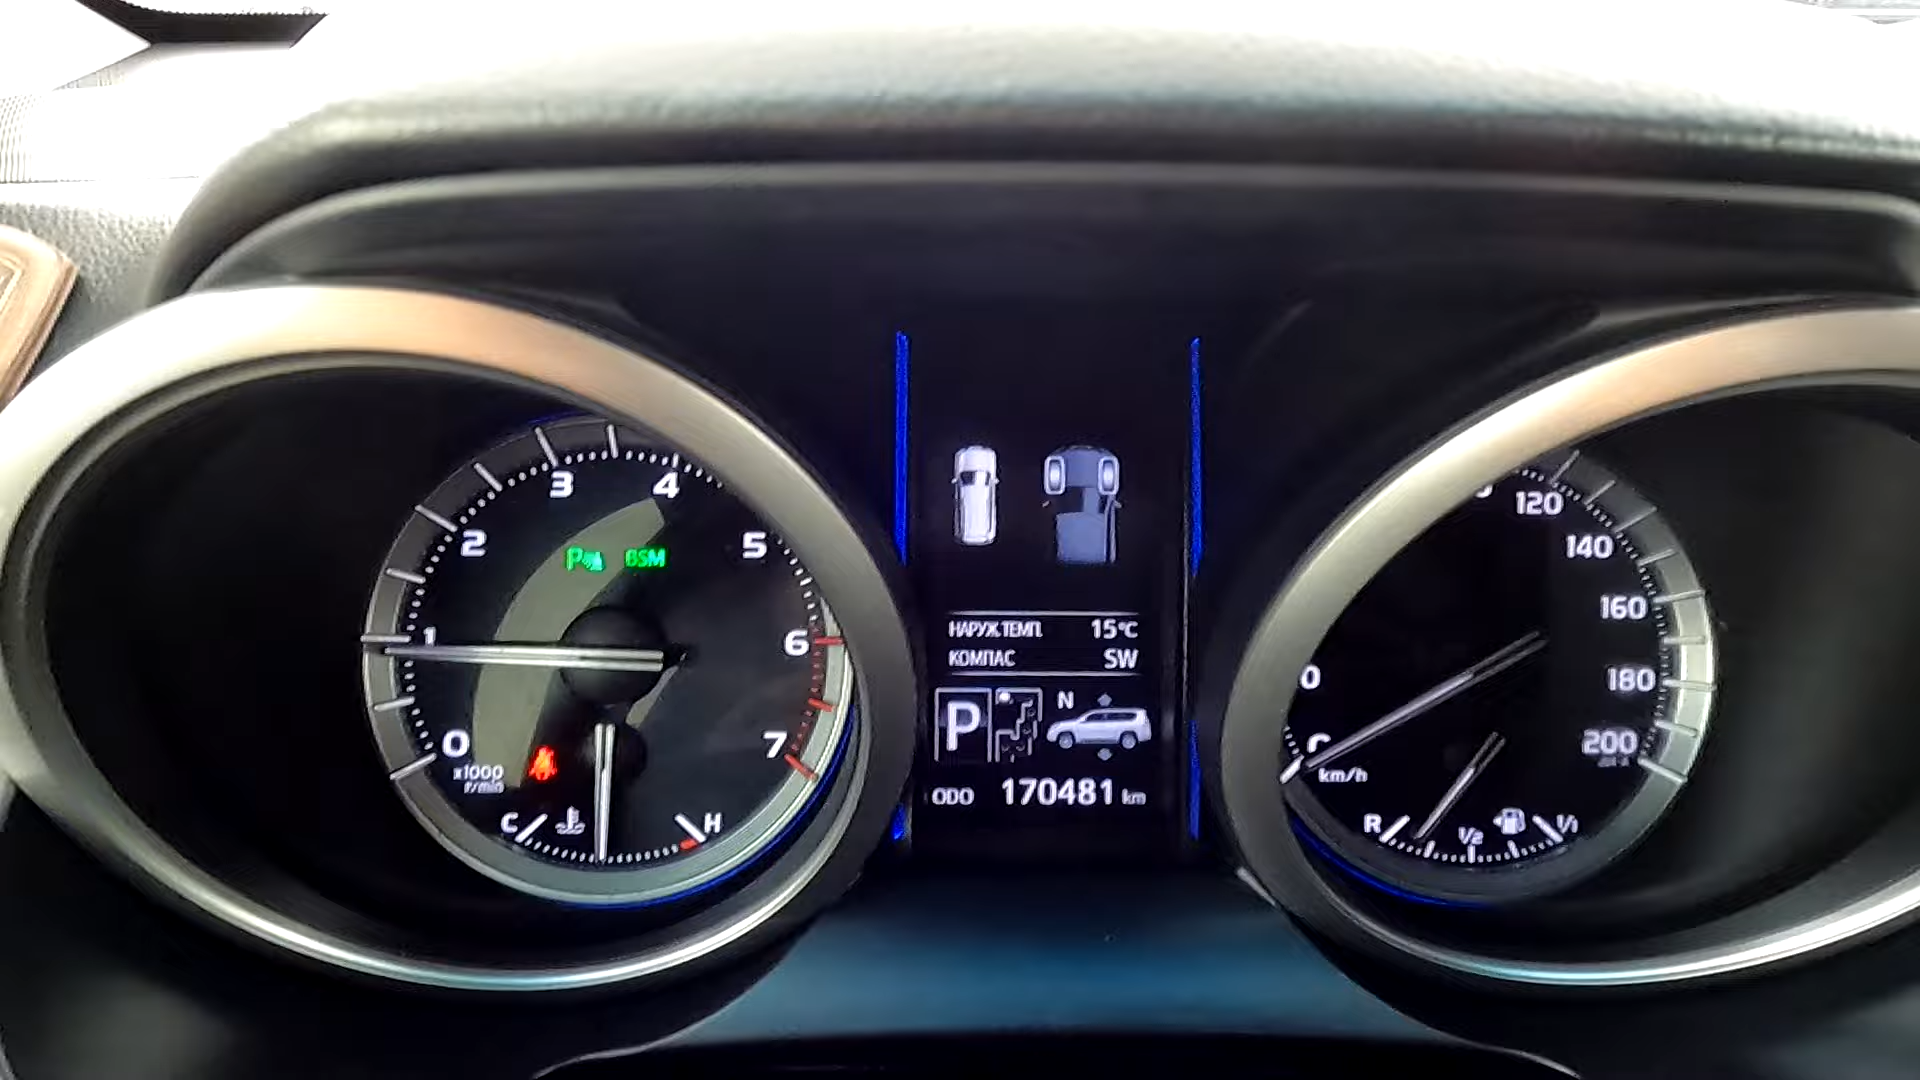 3 4
2 5
P BSM
1 6
0 7
x1000
r/min
C H
НАРУЖ.ТЕМП. 15°C
КОМПАС SW
P N
ODO 170481 km
120
140
160
0 180
200
km/h
R 1/2 1/1